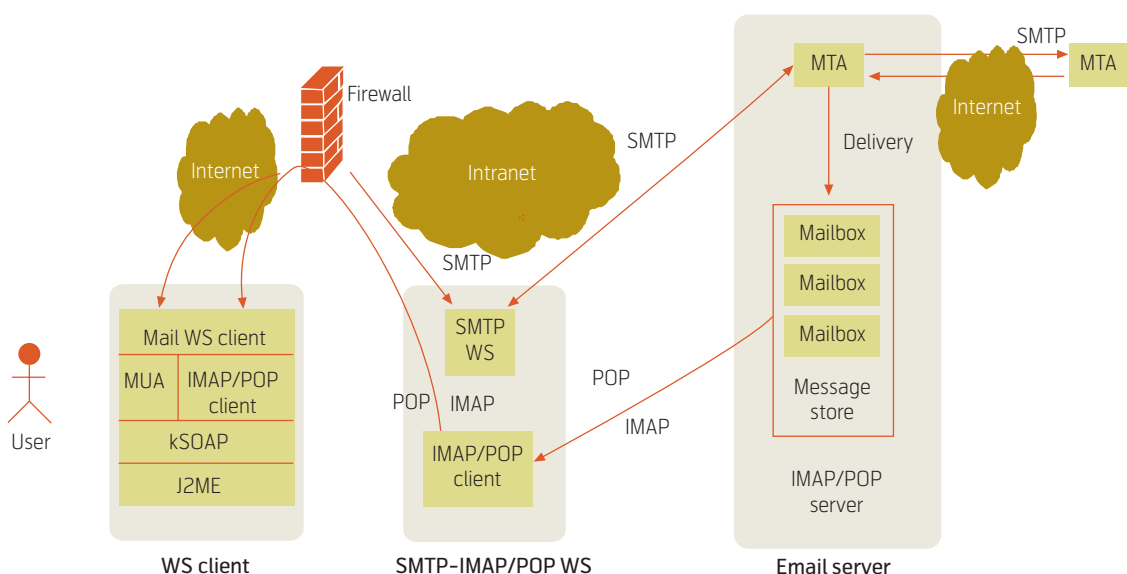 SMTP
MTA
MTA
Firewall
Internet
SMTP
Delivery
Internet
Intranet
Mailbox
SMTP
Mailbox
Mail WS client
SMTP
WS
Mailbox
MUA
IMAP/POP
client
POP
POP
IMAP
Message
store
User
IMAP
kSOAP
IMAP/POP
client
J2ME
IMAP/POP
server
WS client
SMTP-IMAP/POP WS
Email server